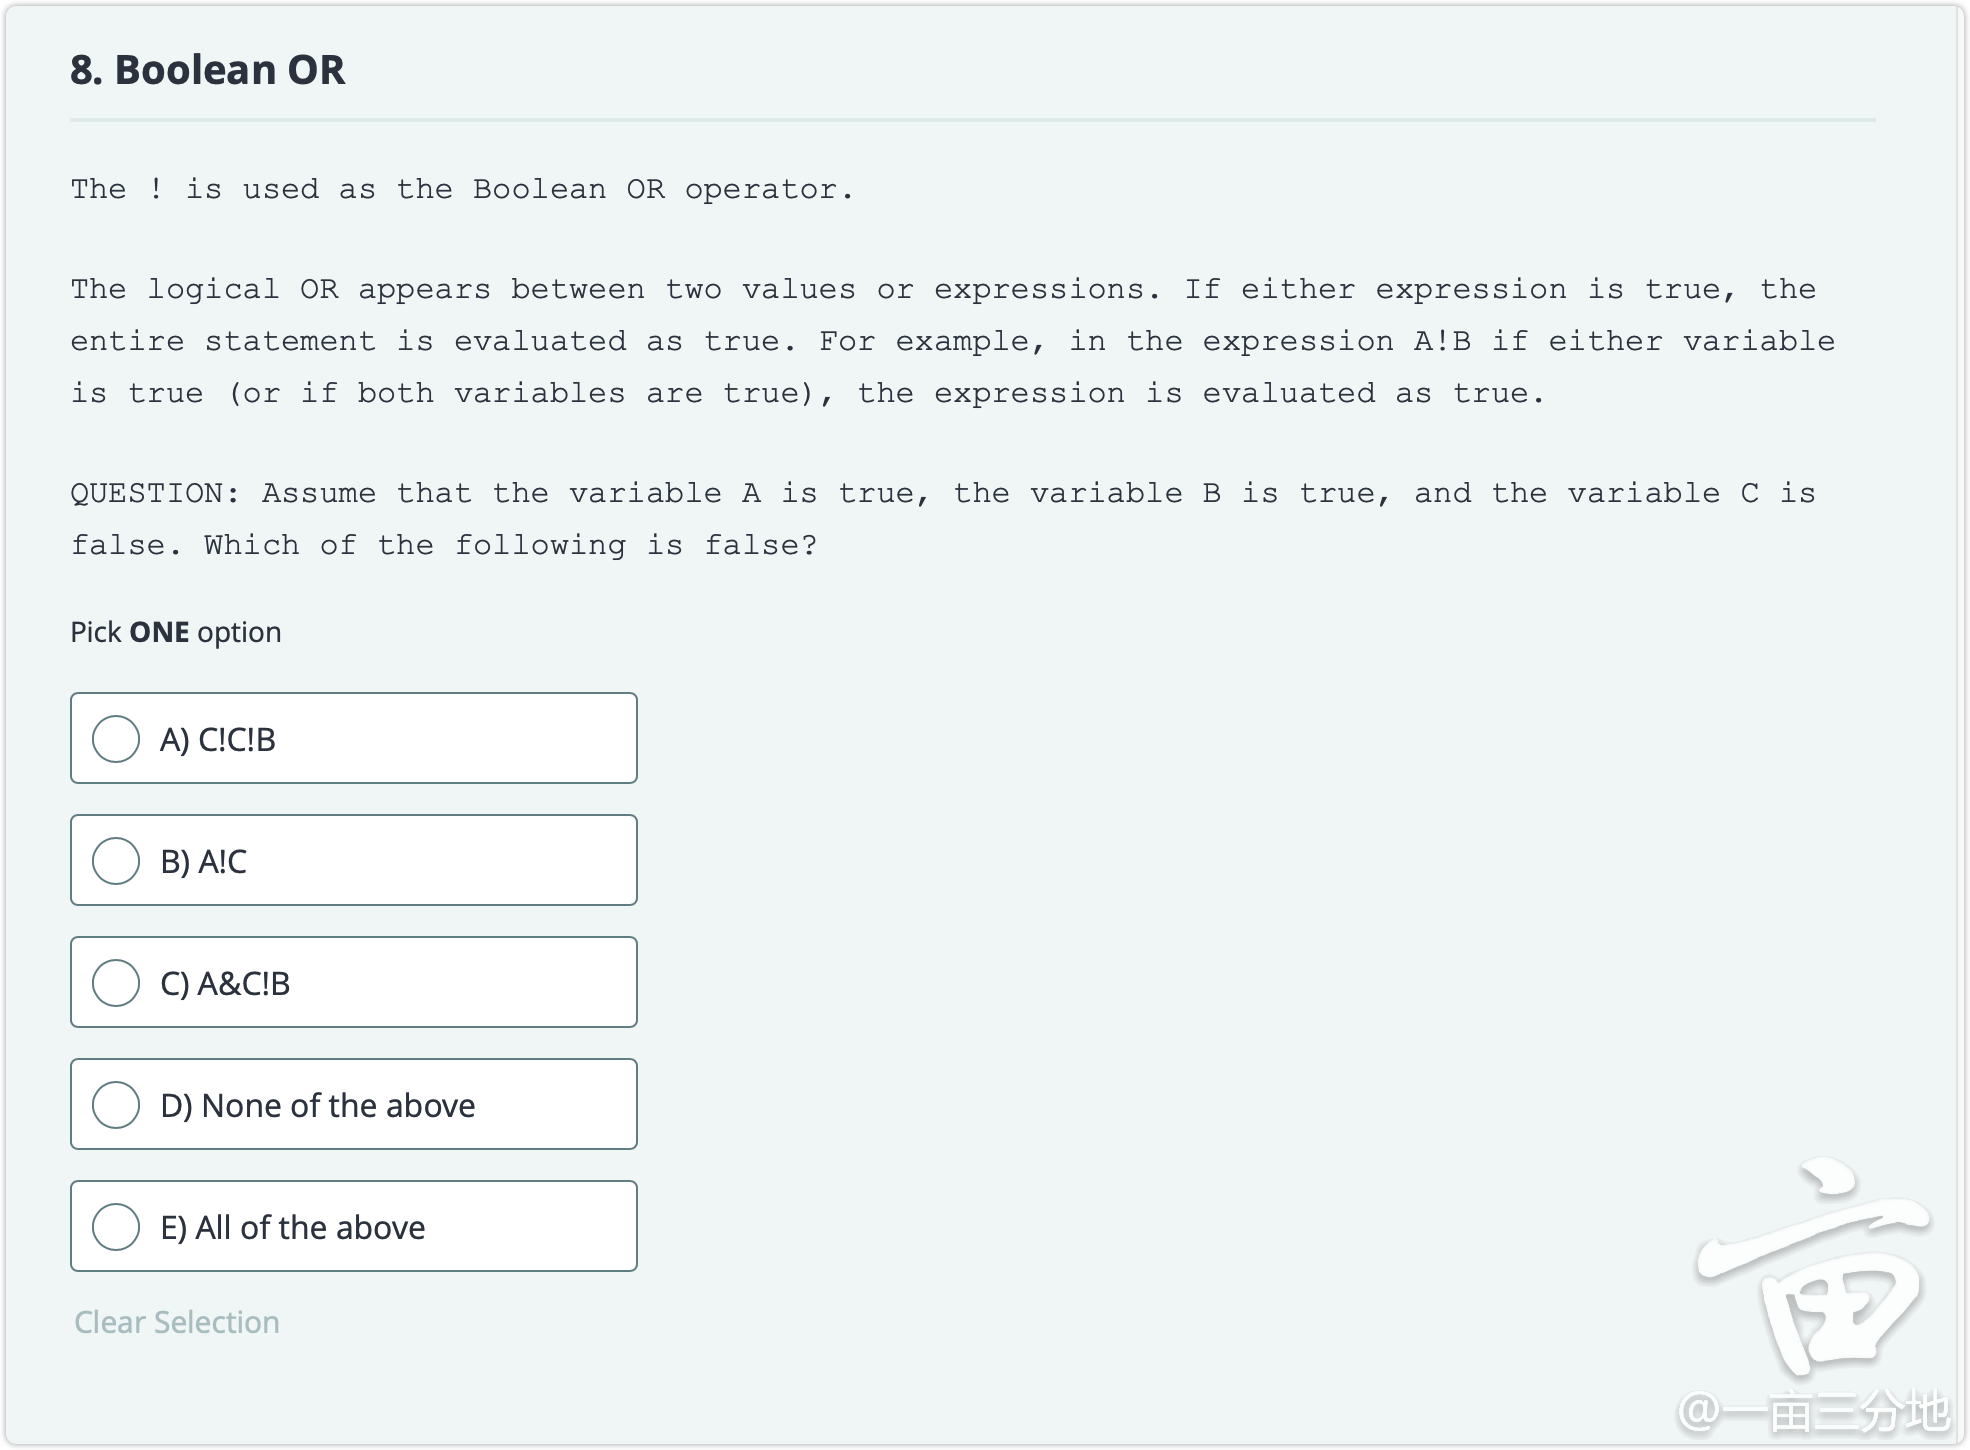 8. Boolean OR
The ! is used as the Boolean OR operator.
The logical OR appears between two values or expressions. If either expression is true, the
entire statement is evaluated as true. For example, in the expression A!B if either variable
is true (or if both variables are true), the expression is evaluated as true.
QUESTION: Assume that the variable A is true, the variable B is true, and the variable C is
false. Which of the following is false?
Pick ONE option
A) C!C!B
B) A!C
C) A&C!B
D) None of the above
E) All of the above
Clear Selection
亩
@一亩三分地